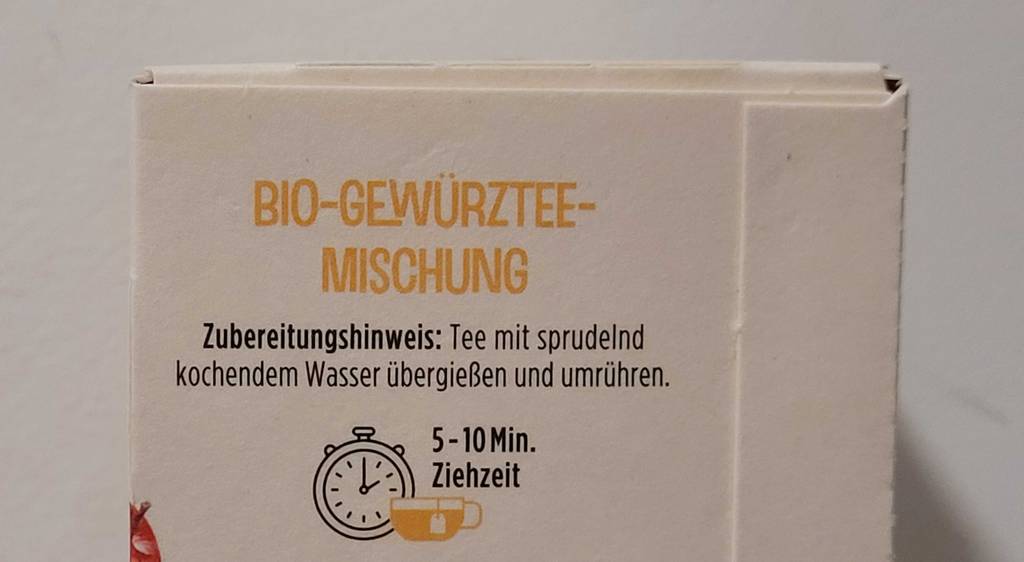 BIO-GEWÜRZTEE-
MISCHUNG
Zubereitungshinweis: Tee mit sprudelnd
kochendem Wasser übergießen und umrühren.
5-10 Min.
Ziehzeit